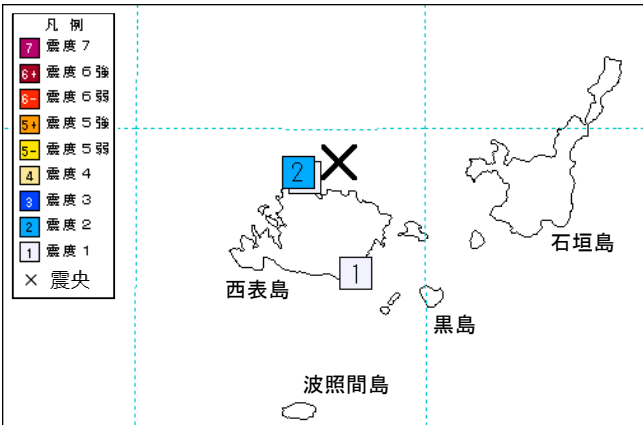 凡 例
7 震度７
6+ 震度６強
6- 震度６弱
5+ 震度５強
5- 震度５弱
4 震度４
3 震度３
2 震度２
1 震度１
× 震央
2
1
石垣島
西表島
黒島
波照間島